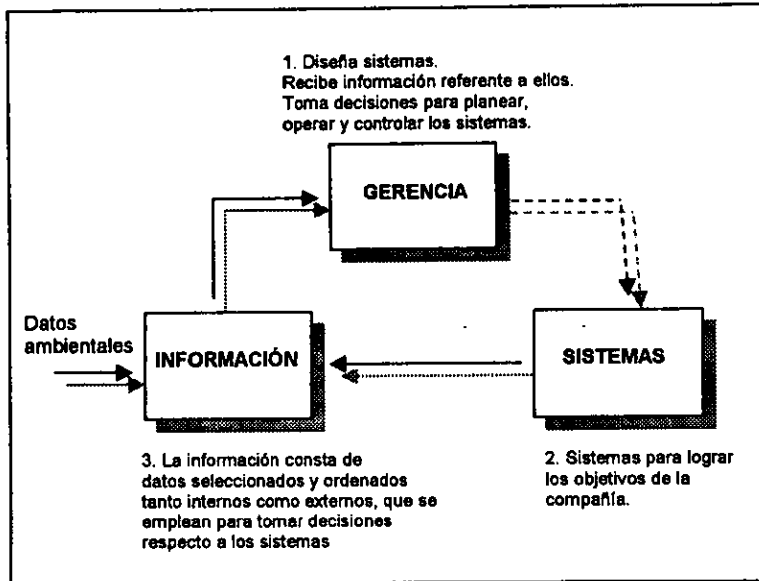 1. Diseña sistemas.
Recibe información referente a ellos.
Toma decisiones para planear,
operar y controlar los sistemas.
GERENCIA
Datos
ambientales
INFORMACIÓN
SISTEMAS
3. La información consta de
datos seleccionados y ordenados
tanto internos como externos, que se
emplean para tomar decisiones
respecto a los sistemas
2. Sistemas para lograr
los objetivos de la
compañía.